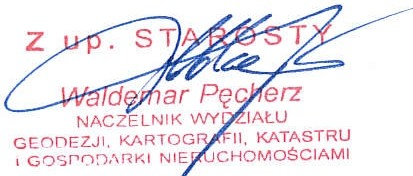 Z up. STAROSTY
Waldemar Pęcherz
NACZELNIK WYDZIAŁU
GEODEZJI, KARTOGRAFII, KATASTRU
I GOSPODARKI NIERUCHOMOŚCIAMI